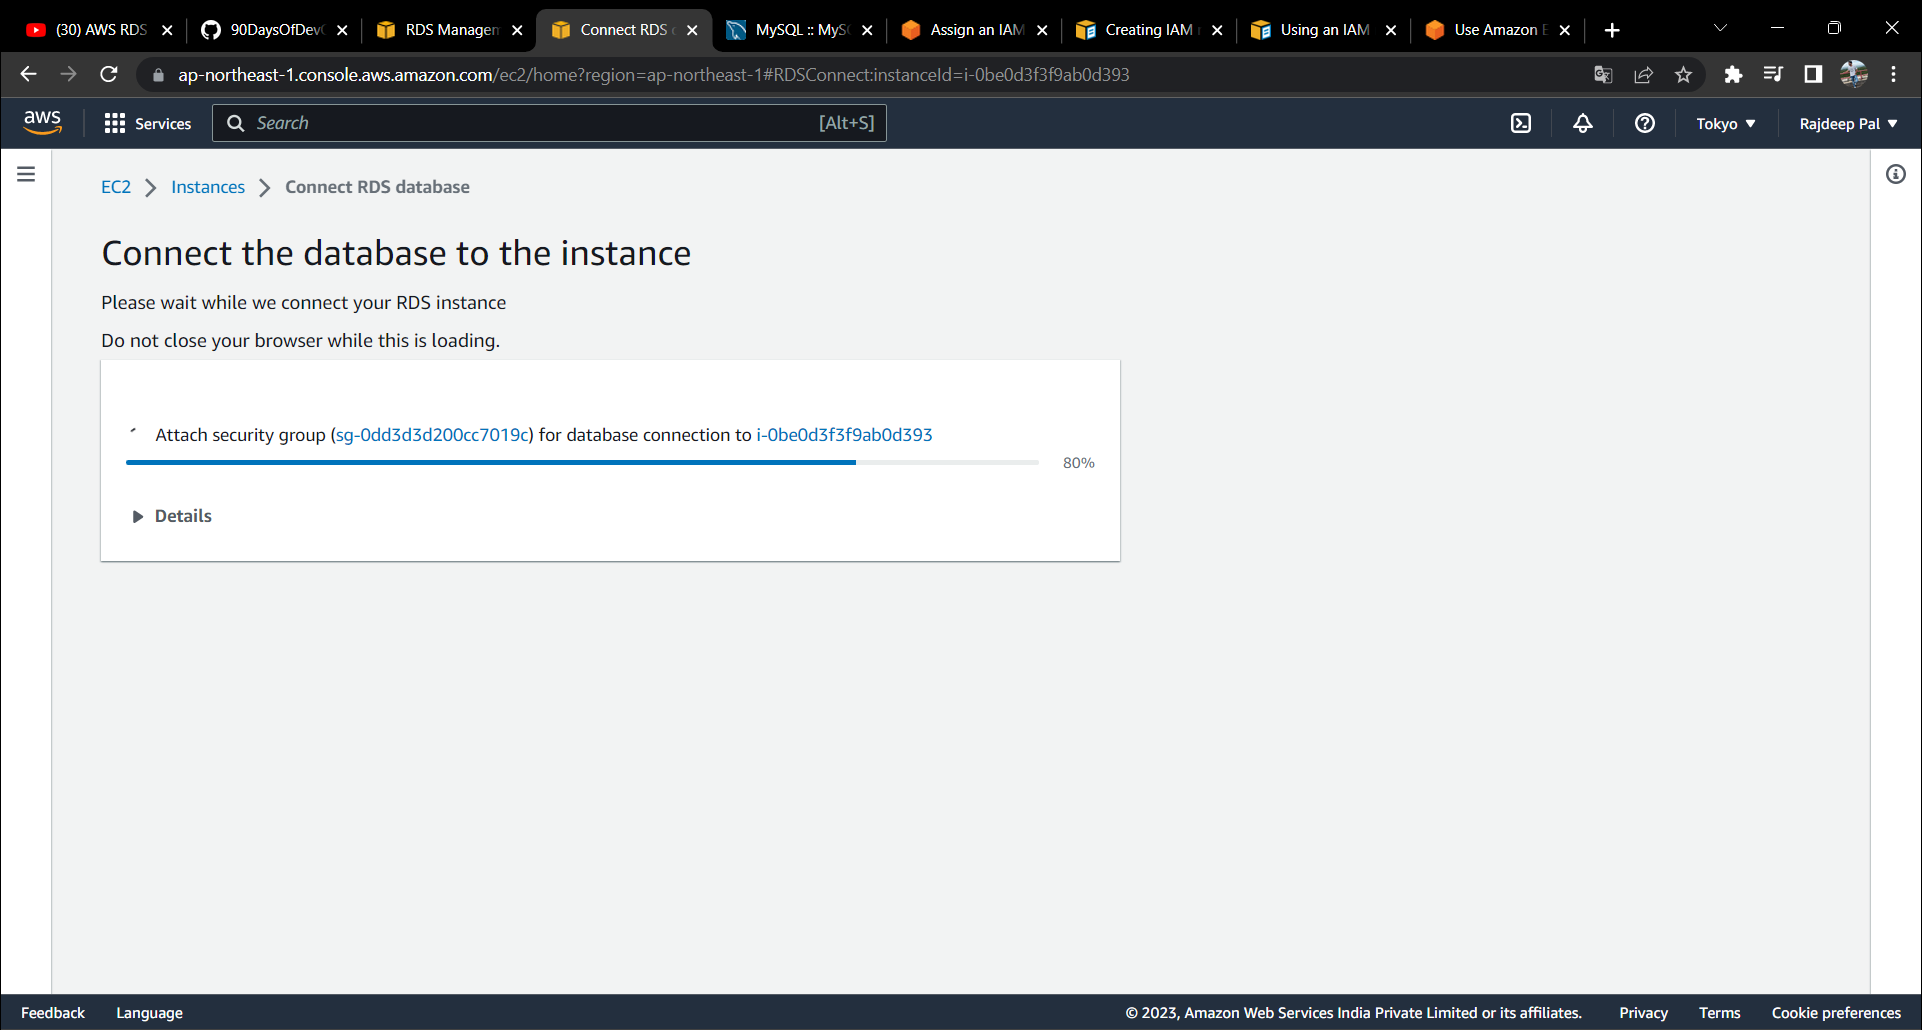 (30) AWS RDS
90DaysOfDev
RDS Managem
Connect RDS
MySQL :: MyS
Assign an IAM
Creating IAM
Using an IAM
Use Amazon
ap-northeast-1.console.aws.amazon.com/ec2/home?region=ap-northeast-1#RDSConnect:instanceId=i-0be0d3f3f9ab0d393
aws
Services
Search
[Alt+S]
Tokyo
Rajdeep Pal
EC2 > Instances > Connect RDS database
Connect the database to the instance
Please wait while we connect your RDS instance
Do not close your browser while this is loading.
Attach security group (sg-0dd3d3d200cc7019c) for database connection to i-0be0d3f3f9ab0d393
80%
Details
Feedback
Language
© 2023, Amazon Web Services India Private Limited or its affiliates.
Privacy
Terms
Cookie preferences